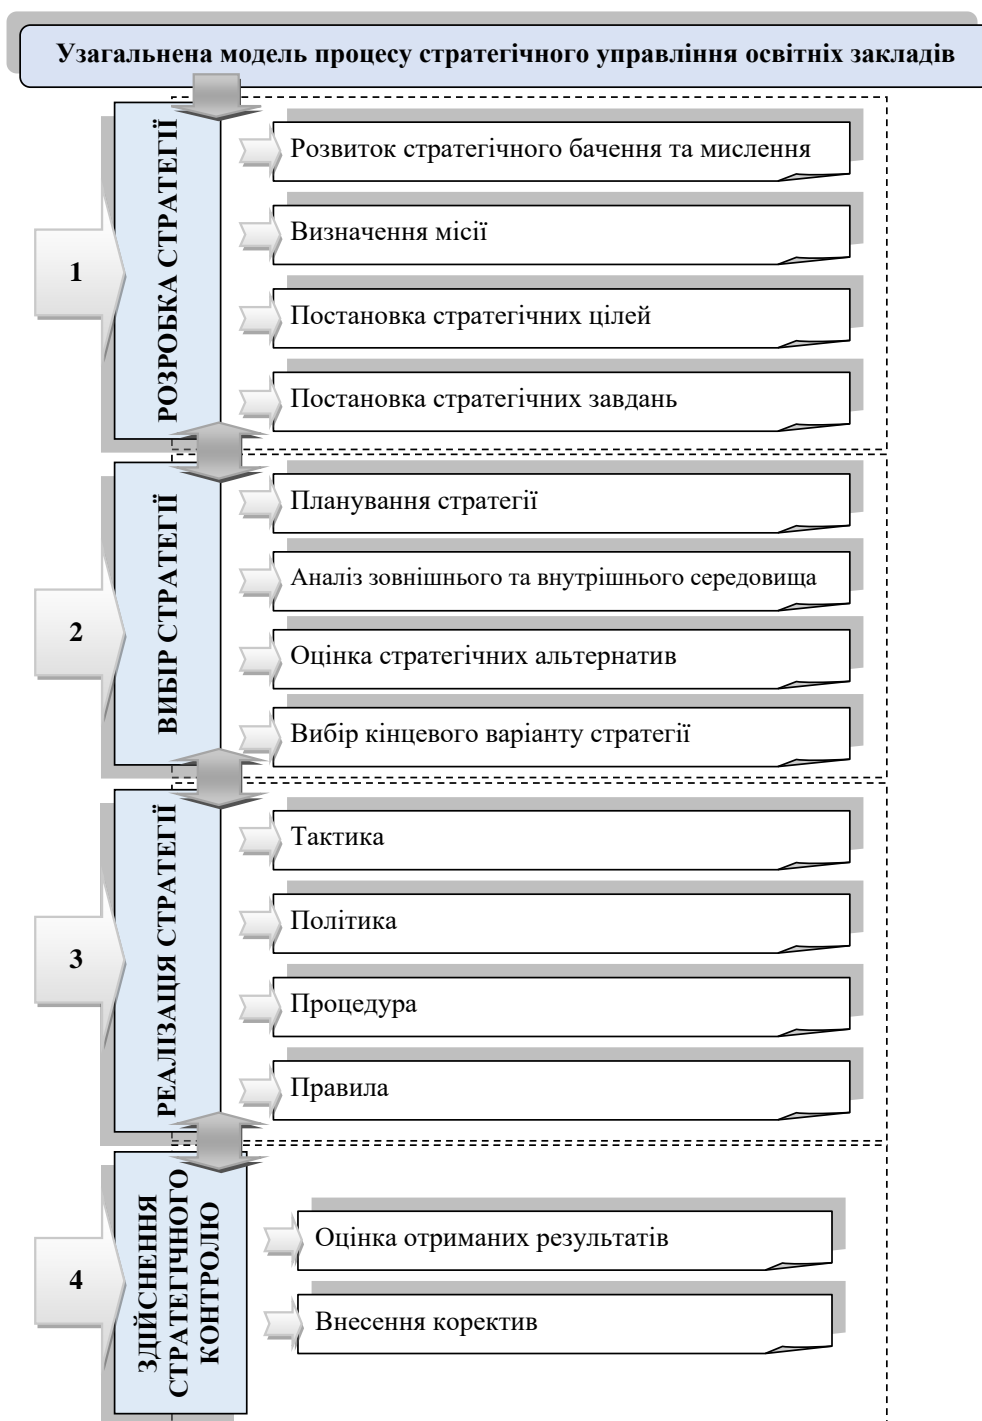 Узагальнена модель процесу стратегічного управління освітніх закладів
1
РОЗРОБКА СТРАТЕГІЇ
Розвиток стратегічного бачення та мислення
Визначення місії
Постановка стратегічних цілей
Постановка стратегічних завдань
2
ВИБІР СТРАТЕГІЇ
Планування стратегії
Аналіз зовнішнього та внутрішнього середовища
Оцінка стратегічних альтернатив
Вибір кінцевого варіанту стратегії
3
РЕАЛІЗАЦІЯ СТРАТЕГІЇ
Тактика
Політика
Процедура
Правила
4
ЗДІЙСНЕННЯ
СТРАТЕГІЧНОГО
КОНТРОЛЮ
Оцінка отриманих результатів
Внесення коректив